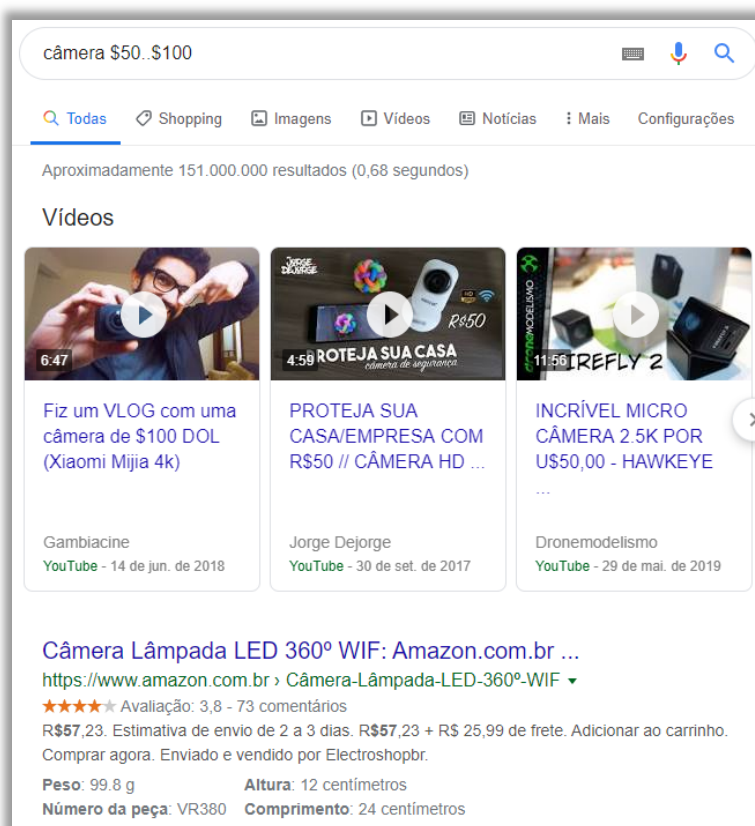 câmera $50..$100
Todas Shopping Imagens Vídeos Notícias Mais Configurações
Aproximadamente 151.000.000 resultados (0,68 segundos)
Vídeos
6:47
JORGE DEJORGE
HD
R$50
4:59 ROTEJA SUA CASA
câmera de segurança
DRONEMODELISMO
11:56 IREFLY 2
Fiz um VLOG com uma
câmera de $100 DOL
(Xiaomi Mijia 4k)
Gambiacine
YouTube - 14 de jun. de 2018
PROTEJA SUA
CASA/EMPRESA COM
R$50 // CÂMERA HD ...
Jorge Dejorge
YouTube - 30 de set. de 2017
INCRÍVEL MICRO
CÂMERA 2.5K POR
U$50,00 - HAWKEYE
...
Dronemodelismo
YouTube - 29 de mai. de 2019
Câmera Lâmpada LED 360º WIF: Amazon.com.br ...
https://www.amazon.com.br › Câmera-Lâmpada-LED-360º-WIF
Avaliação: 3,8 - 73 comentários
R$57,23. Estimativa de envio de 2 a 3 dias. R$57,23 + R$ 25,99 de frete. Adicionar ao carrinho.
Comprar agora. Enviado e vendido por Electroshopbr.
Peso: 99.8 g Altura: 12 centímetros
Número da peça: VR380 Comprimento: 24 centímetros